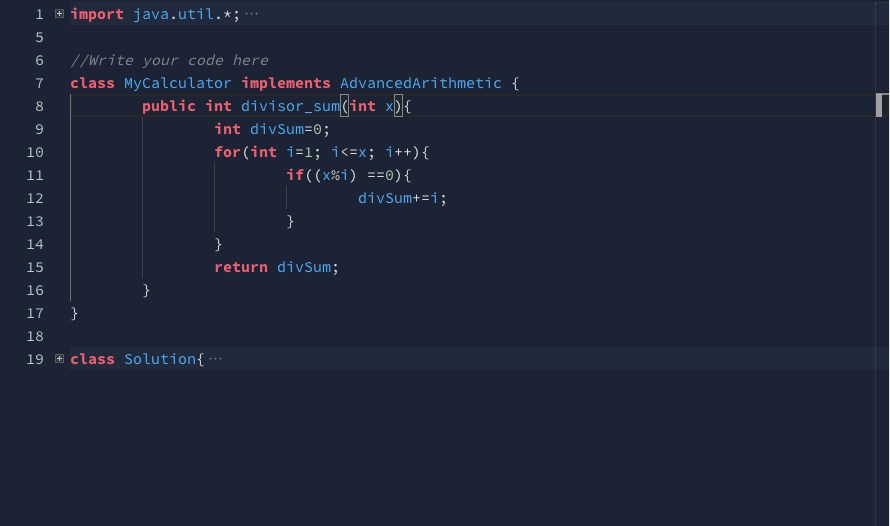 1 import java.util.*;···
5
6 //Write your code here
7 class MyCalculator implements AdvancedArithmetic {
8 public int divisor_sum(int x){
9 int divSum=0;
10 for(int i=1; i<=x; i++){
11 if((x%i) ==0){
12 divSum+=i;
13 }
14 }
15 return divSum;
16 }
17 }
18
19 class Solution{···